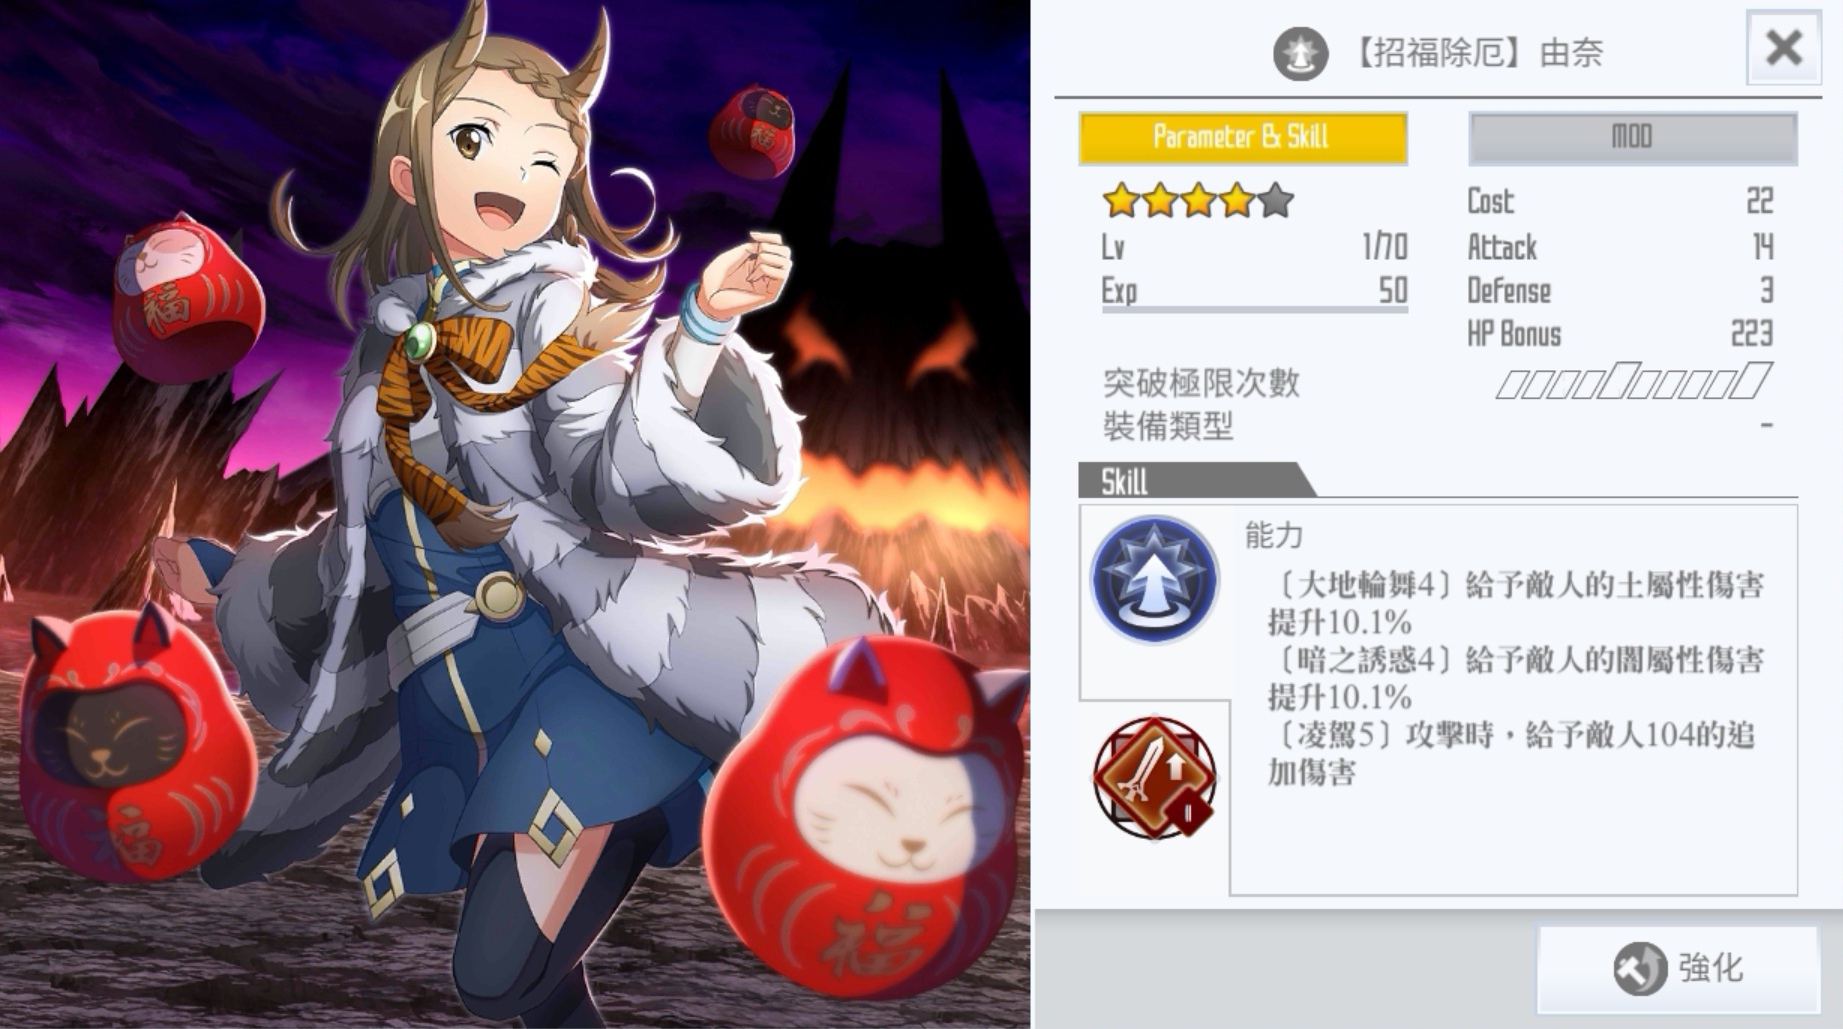 【招福除厄】由奈
Parameter & Skill
MOD
Cost 22
Lv 1/70
Attack 14
Exp 50
Defense 3
HP Bonus 223
突破極限次數
裝備類型 -
Skill
能力
〔大地輪舞4〕給予敵人的土屬性傷害
提升10.1%
〔暗之誘惑4〕給予敵人的闇屬性傷害
提升10.1%
〔凌駕5〕攻擊時，給予敵人104的追
加傷害
II
強化
福
福
福
福